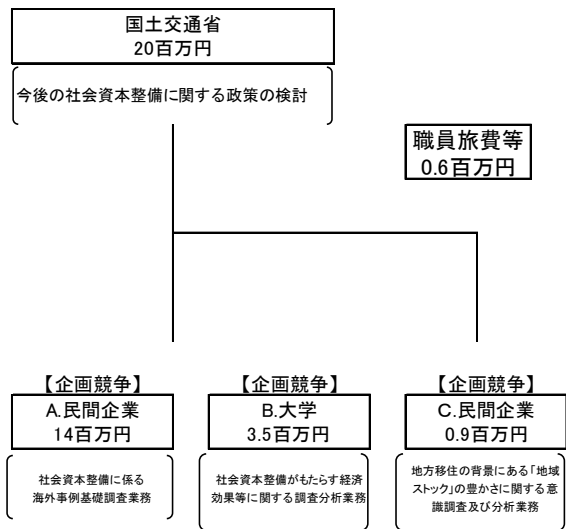 国土交通省
20百万円
今後の社会資本整備に関する政策の検討
職員旅費等
0.6百万円
【企画競争】
A.民間企業
14百万円
社会資本整備に係る
海外事例基礎調査業務
【企画競争】
B.大学
3.5百万円
社会資本整備がもたらす経済
効果等に関する調査分析業務
【企画競争】
C.民間企業
0.9百万円
地方移住の背景にある「地域
ストック」の豊かさに関する意
識調査及び分析業務